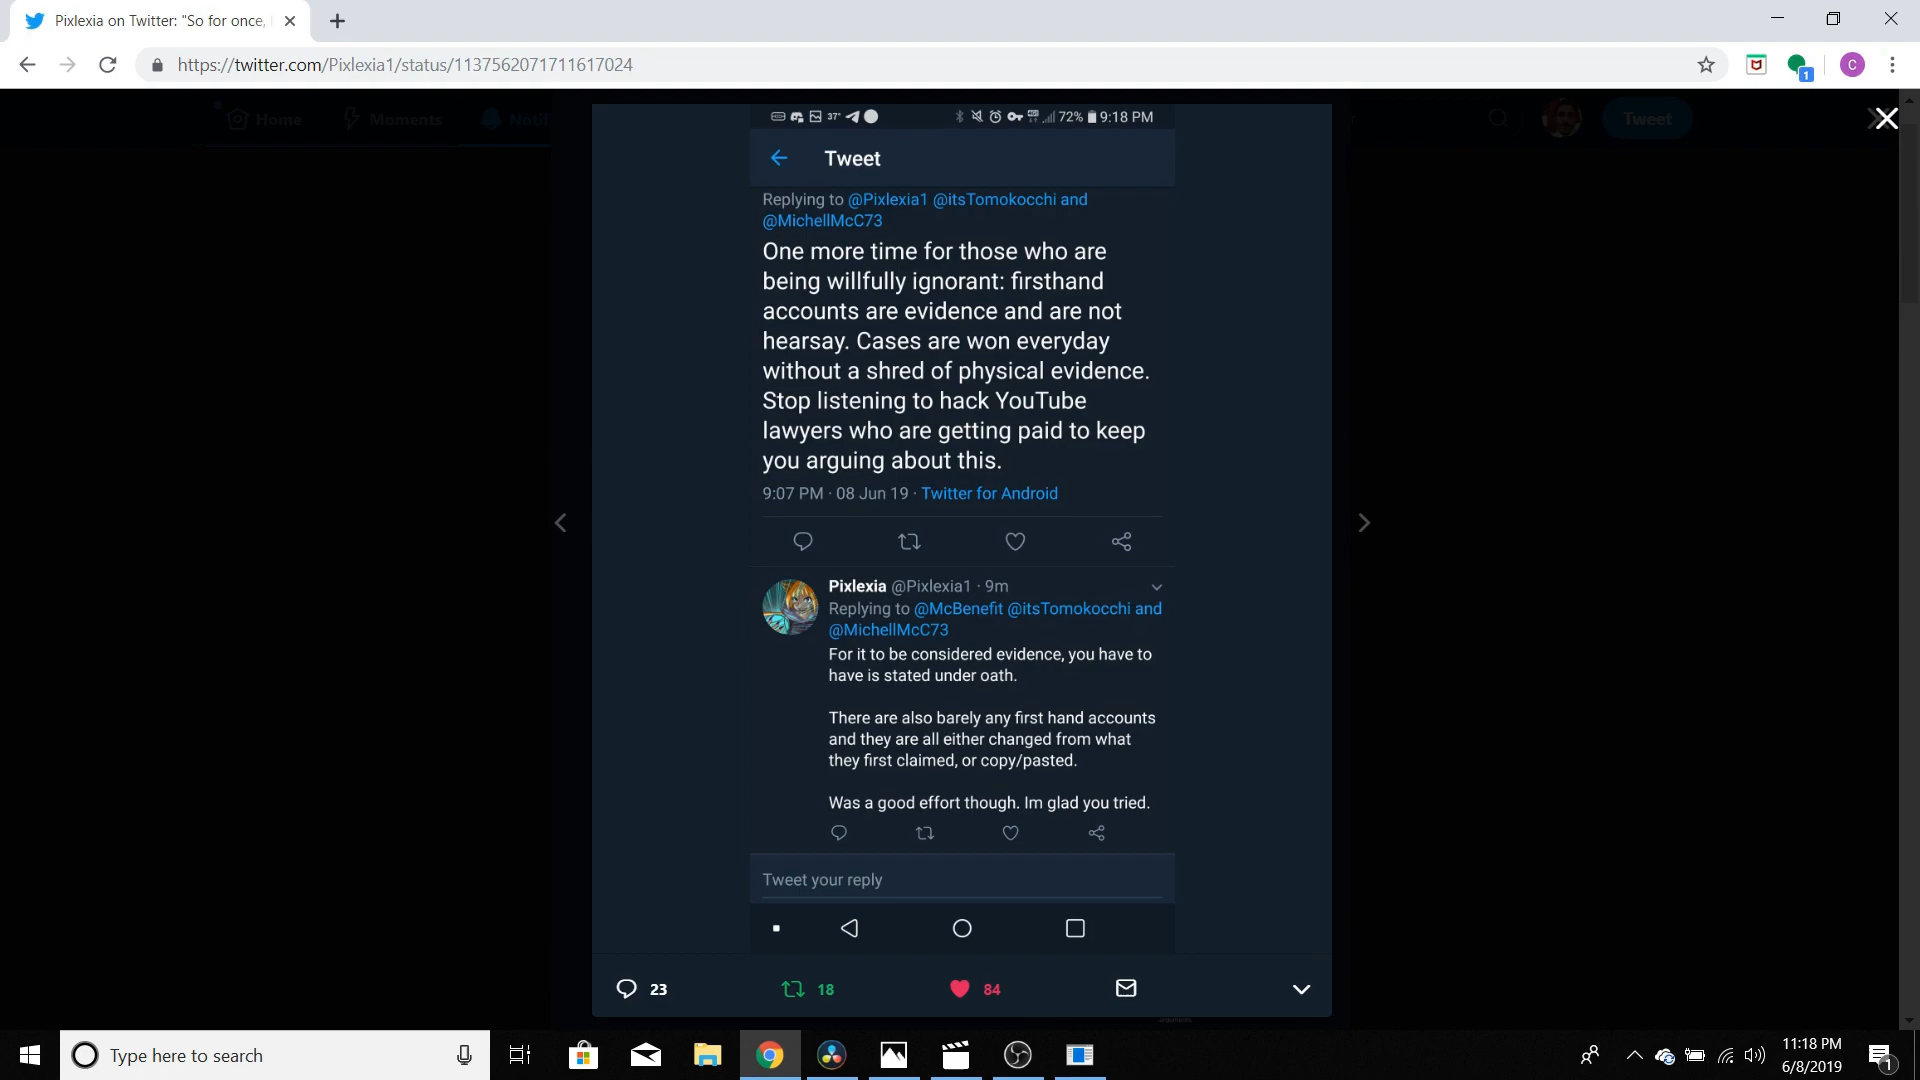 Pixlexia on Twitter: "So for once,
https://twitter.com/Pixlexia1/status/1137562071711617024
C
1
Home
Moments
Notif
Tweet
37°
72%
9:18 PM
Tweet
Replying to @Pixlexia1 @itsTomokocchi and
@MichellMcC73
One more time for those who are
being willfully ignorant: firsthand
accounts are evidence and are not
hearsay. Cases are won everyday
without a shred of physical evidence.
Stop listening to hack YouTube
lawyers who are getting paid to keep
you arguing about this.
9:07 PM · 08 Jun 19 · Twitter for Android
Pixlexia @Pixlexia1 · 9m
Replying to @McBenefit @itsTomokocchi and
@MichellMcC73
For it to be considered evidence, you have to
have is stated under oath.
There are also barely any first hand accounts
and they are all either changed from what
they first claimed, or copy/pasted.
Was a good effort though. Im glad you tried.
Tweet your reply
23
18
84
Type here to search
11:18 PM
6/8/2019
1